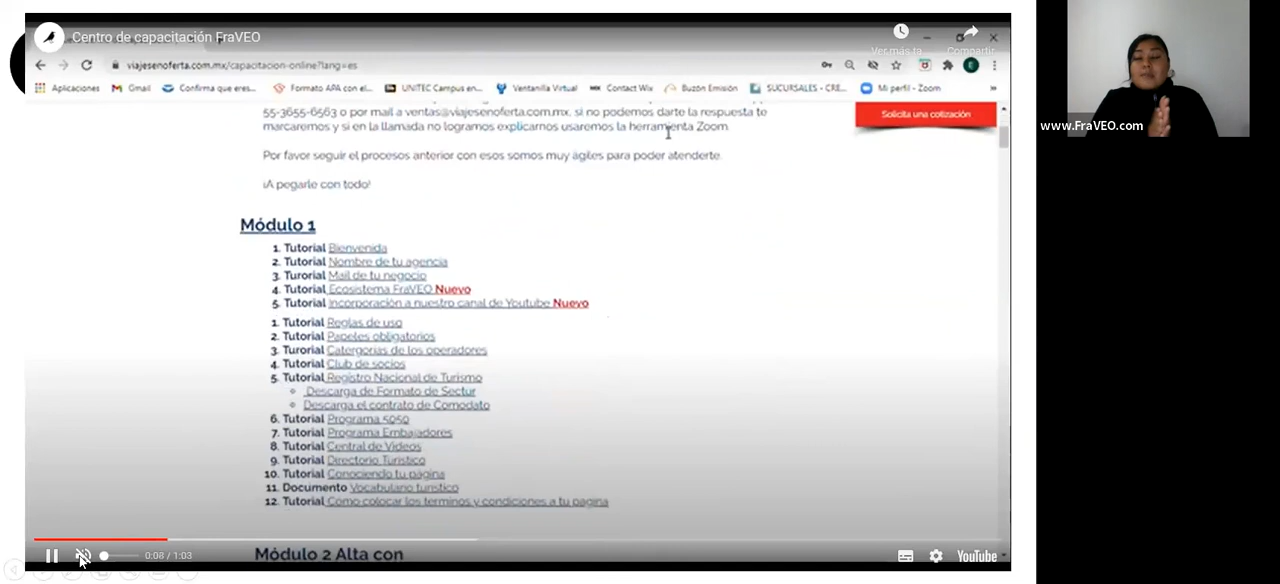 Centro de capacitación FraVEO
Ver más ta...
Compartir
viajesenoferta.com.mx/capacitacion-online?lang=es
Aplicaciones
Gmail
Confirma que eres...
Formato APA con el...
UNITEC Campus en...
Ventanilla Virtual
Contact Wix
Buzón Emisión
SUCURSALES - CRE...
Mi perfil - Zoom
55-3655-6563 o por mail a ventas@viajesenoferta.com.mx, si no podemos darte la respuesta te
marcaremos y si en la llamada no logramos explicarnos usaremos la herramienta Zoom.
Solicita una cotización
Por favor seguir el procesos anterior con esos somos muy ágiles para poder atenderte.
¡A pegarle con todo!
Módulo 1
1. Tutorial Bienvenida
2. Tutorial Nombre de tu agencia
3. Turorial Mail de tu negocio
4. Tutorial Ecosistema FraVEO Nuevo
5. Tutorial Incorporación a nuestro canal de Youtube Nuevo
1. Tutorial Reglas de uso
2. Tutorial Papeles obligatorios
3. Turorial Catergorias de los operadores
4. Tutorial Club de socios
5. Tutorial Registro Nacional de Turismo
Descarga de Formato de Sectur
Descarga el contrato de Comodato
6. Tutorial Programa 5050
7. Tutorial Programa Embajadores
8. Tutorial Central de Videos
9. Tutorial Directorio Turístico
10. Tutorial Conociendo tu página
11. Documento Vocabulario turístico
12. Tutorial Como colocar los terminos y condiciones a tu pagina
Módulo 2 Alta con
0:08 / 1:03
YouTube
www.FraVEO.com